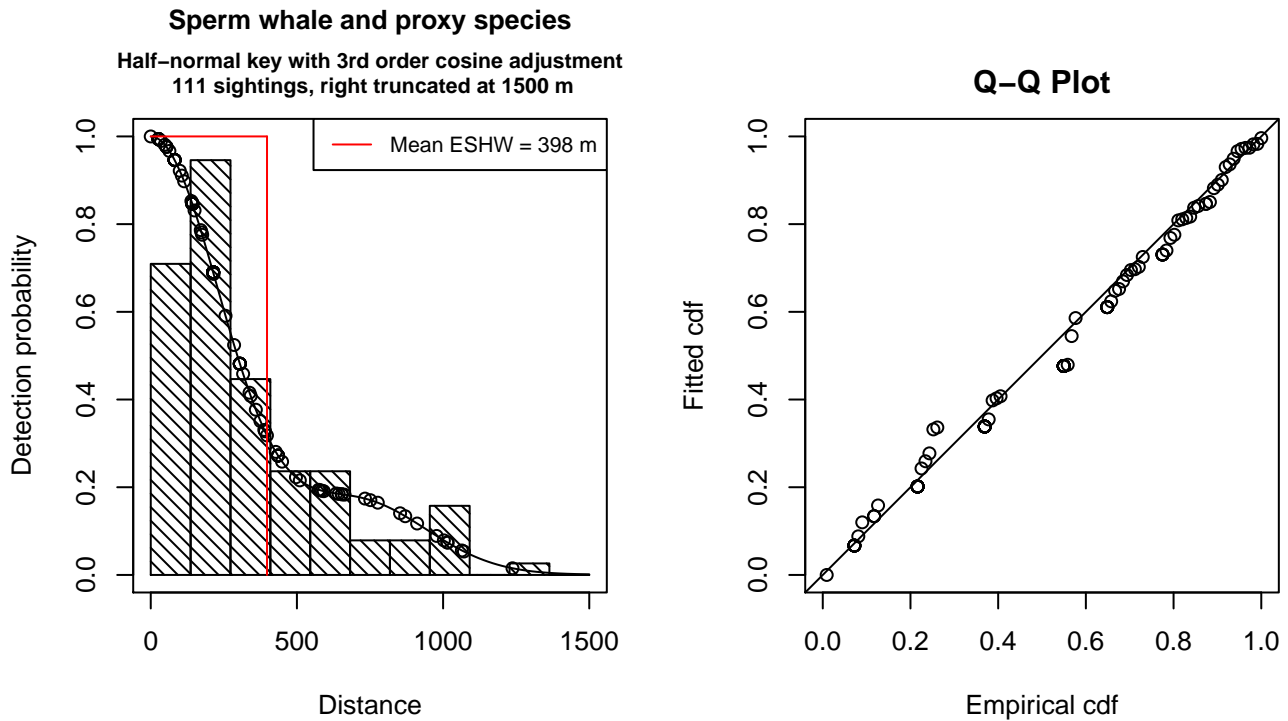 Sperm whale and proxy species
Half−normal key with 3rd order cosine adjustment
111 sightings, right truncated at 1500 m
Mean ESHW = 398 m
Detection probability
0.0
0.2
0.4
0.6
0.8
1.0
0 500 1000 1500
Distance
Q−Q Plot
Fitted cdf
0.0
0.2
0.4
0.6
0.8
1.0
0.0 0.2 0.4 0.6 0.8 1.0
Empirical cdf